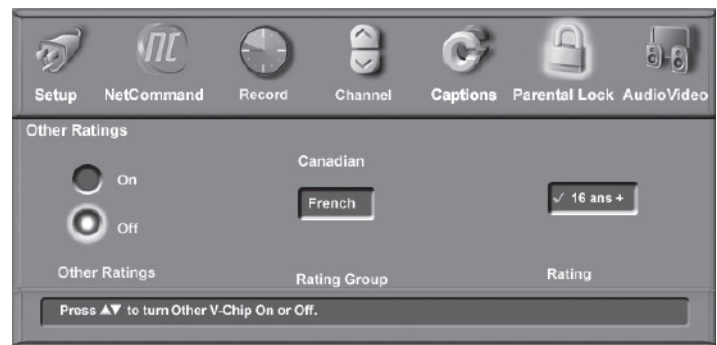 NC
Setup NetCommand Record Channel Captions Parental Lock AudioVideo
Other Ratings
Canadian
On
French
✓ 16 ans +
Off
Other Ratings Rating Group Rating
Press ▲▼ to turn Other V-Chip On or Off.